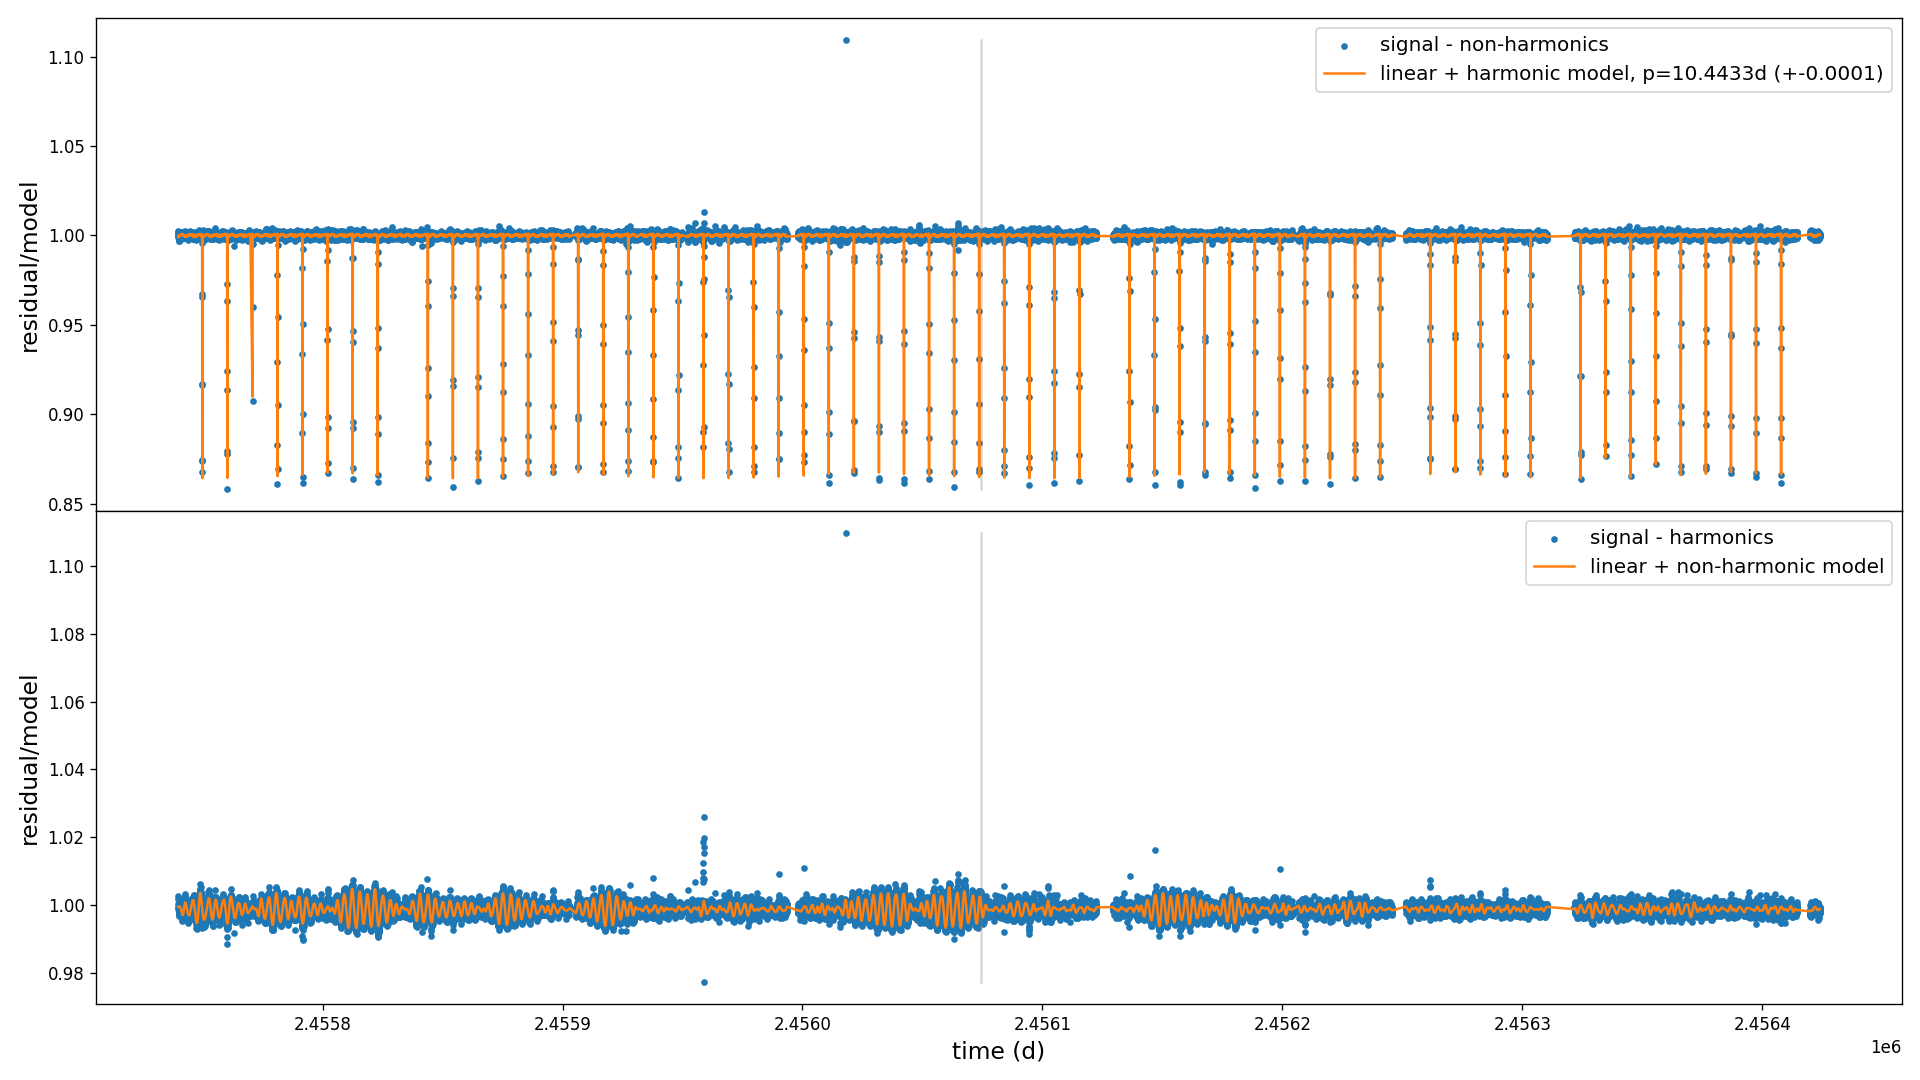 signal - non-harmonics
linear + harmonic model, p=10.4433d (+-0.0001)
residual/model
1.10
1.05
1.00
0.95
0.90
0.85
signal - harmonics
linear + non-harmonic model
residual/model
1.10
1.08
1.06
1.04
1.02
1.00
0.98
2.4558
2.4559
2.4560
2.4561
2.4562
2.4563
2.4564
time (d)
1e6